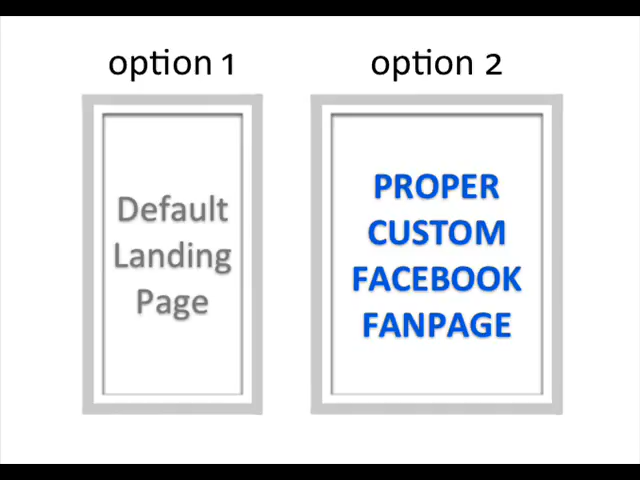 option 1
Default
Landing
Page
option 2
PROPER
CUSTOM
FACEBOOK
FANPAGE